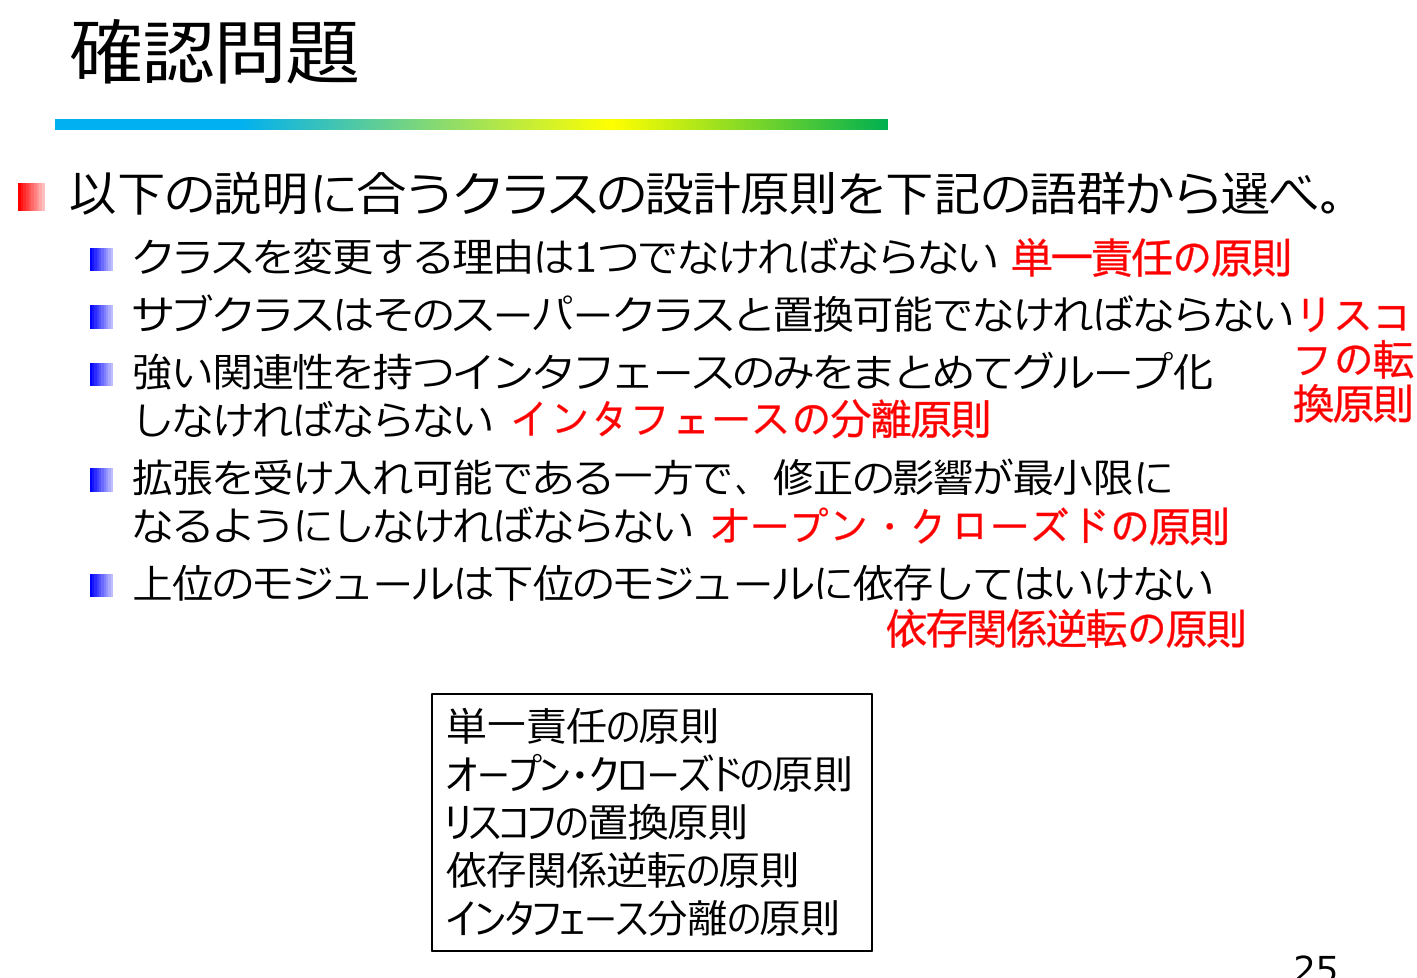 確認問題
以下の説明に合うクラスの設計原則を下記の語群から選べ。
クラスを変更する理由は1つでなければならない 単一責任の原則
サブクラスはそのスーパークラスと置換可能でなければならない リスコ
フの転
換原則
強い関連性を持つインタフェースのみをまとめてグループ化
しなければならない インタフェースの分離原則
拡張を受け入れ可能である一方で、修正の影響が最小限に
なるようにしなければならない オープン・クローズドの原則
上位のモジュールは下位のモジュールに依存してはいけない
依存関係逆転の原則
単一責任の原則
オープン・クローズドの原則
リスコフの置換原則
依存関係逆転の原則
インタフェース分離の原則
25